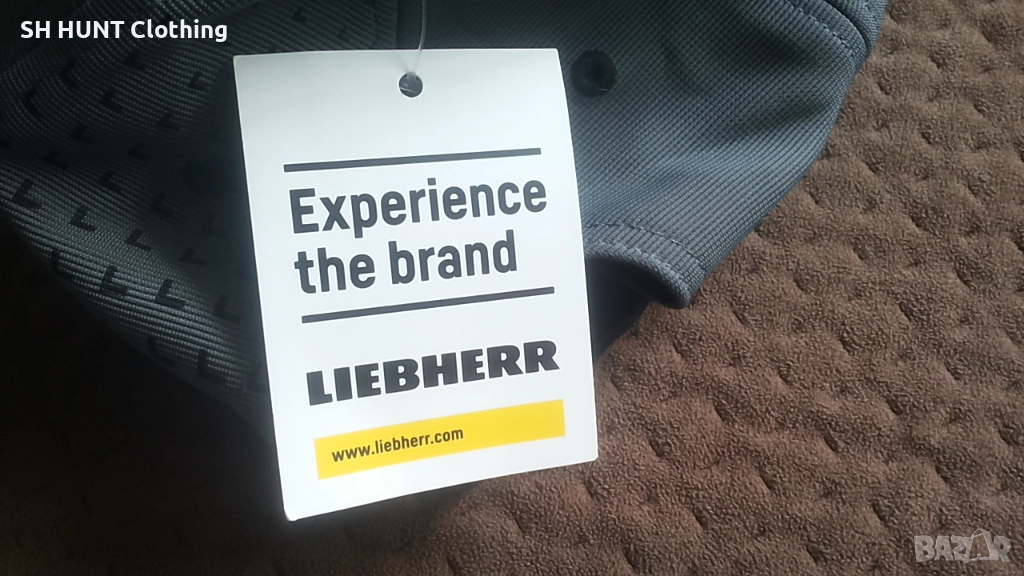 SH HUNT Clothing
Experience
the brand
LIEBHERR
www.liebherr.com
BAZAR